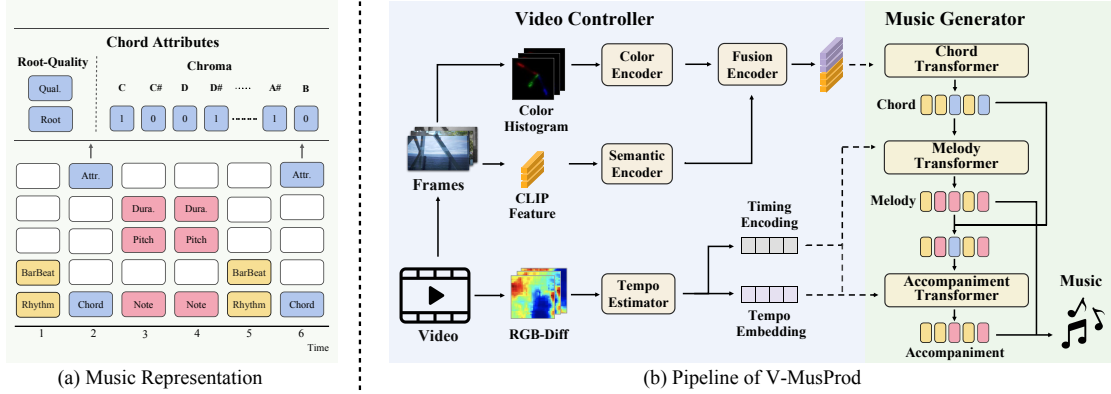 Chord Attributes
Root-Quality
Chroma
Qual.
Root
C C# D D# ..... A# B
1 0 0 1 1 0
Attr. Attr.
Dura. Dura.
Pitch Pitch
BarBeat BarBeat
Rhythm Chord Note Note Rhythm Chord
1 2 3 4 5 6
Time
(a) Music Representation
Video Controller
Music Generator
Color
Histogram
Color
Encoder
Fusion
Encoder
Frames
CLIP
Feature
Semantic
Encoder
Video
RGB-Diff
Tempo
Estimator
Timing
Encoding
Tempo
Embedding
Chord
Transformer
Chord
Melody
Transformer
Melody
Accompaniment
Transformer
Accompaniment
Music
(b) Pipeline of V-MusProd